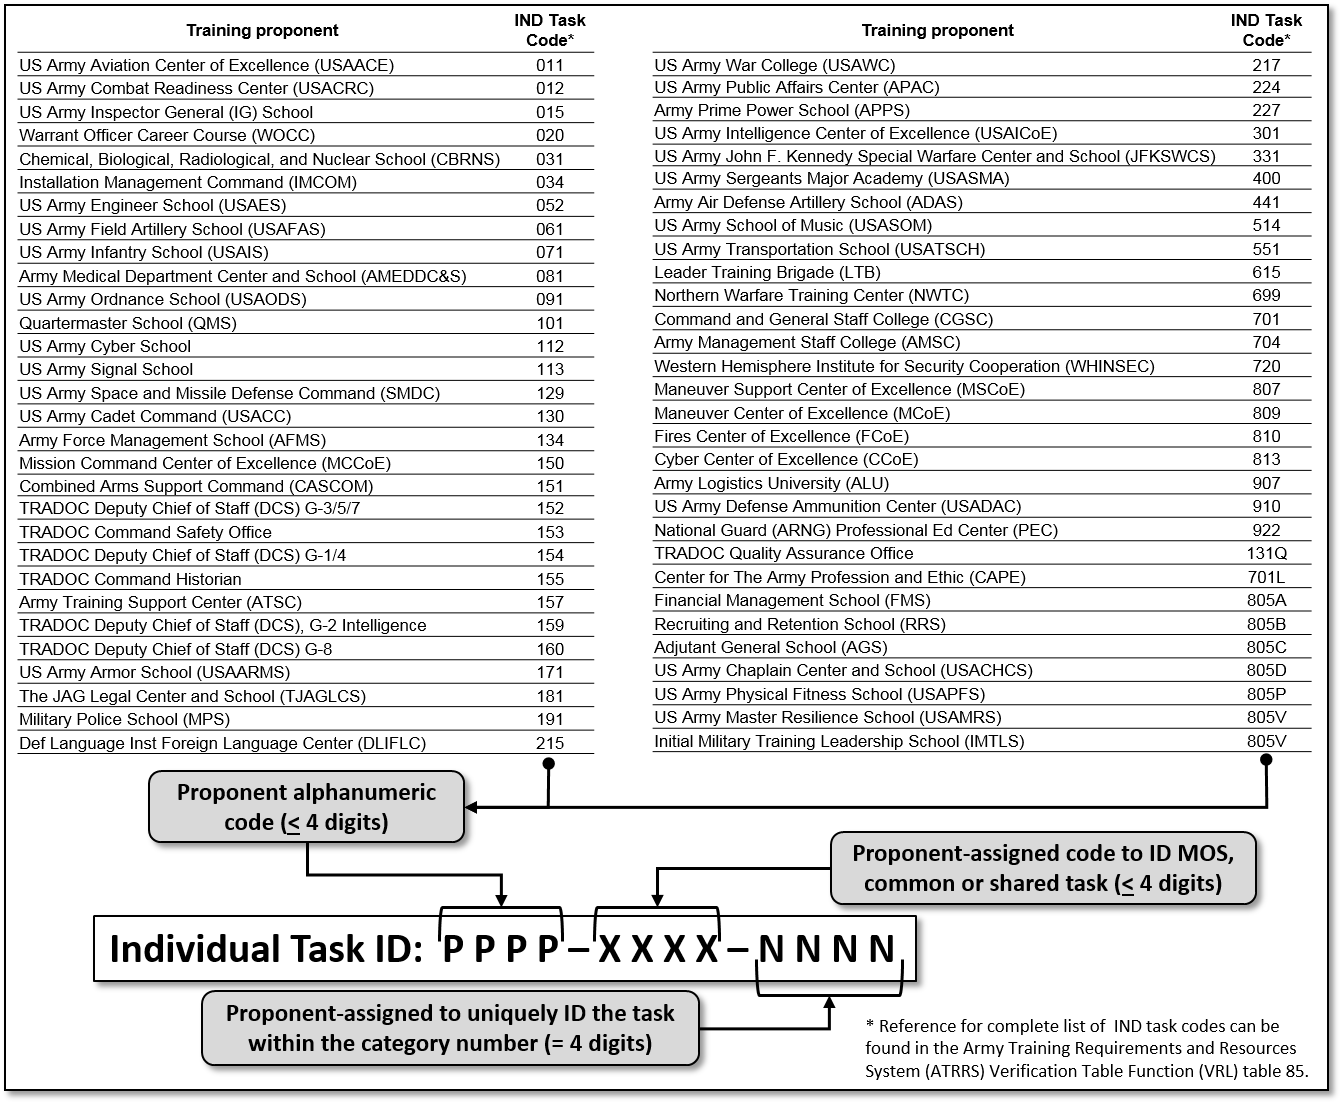 Training proponent
IND Task
Code*
US Army Aviation Center of Excellence (USAACE) 011
US Army Combat Readiness Center (USACRC) 012
US Army Inspector General (IG) School 015
Warrant Officer Career Course (WOCC) 020
Chemical, Biological, Radiological, and Nuclear School (CBRNS) 031
Installation Management Command (IMCOM) 034
US Army Engineer School (USAES) 052
US Army Field Artillery School (USAFAS) 061
US Army Infantry School (USAIS) 071
Army Medical Department Center and School (AMEDDC&S) 081
US Army Ordnance School (USAODS) 091
Quartermaster School (QMS) 101
US Army Cyber School 112
US Army Signal School 113
US Army Space and Missile Defense Command (SMDC) 129
US Army Cadet Command (USACC) 130
Army Force Management School (AFMS) 134
Mission Command Center of Excellence (MCCoE) 150
Combined Arms Support Command (CASCOM) 151
TRADOC Deputy Chief of Staff (DCS) G-3/5/7 152
TRADOC Command Safety Office 153
TRADOC Deputy Chief of Staff (DCS) G-1/4 154
TRADOC Command Historian 155
Army Training Support Center (ATSC) 157
TRADOC Deputy Chief of Staff (DCS), G-2 Intelligence 159
TRADOC Deputy Chief of Staff (DCS) G-8 160
US Army Armor School (USAARMS) 171
The JAG Legal Center and School (TJAGLCS) 181
Military Police School (MPS) 191
Def Language Inst Foreign Language Center (DLIFLC) 215
Training proponent
IND Task
Code*
US Army War College (USAWC) 217
US Army Public Affairs Center (APAC) 224
Army Prime Power School (APPS) 227
US Army Intelligence Center of Excellence (USAICoE) 301
US Army John F. Kennedy Special Warfare Center and School (JFKSWCS) 331
US Army Sergeants Major Academy (USASMA) 400
Army Air Defense Artillery School (ADAS) 441
US Army School of Music (USASOM) 514
US Army Transportation School (USATSCH) 551
Leader Training Brigade (LTB) 615
Northern Warfare Training Center (NWTC) 699
Command and General Staff College (CGSC) 701
Army Management Staff College (AMSC) 704
Western Hemisphere Institute for Security Cooperation (WHINSEC) 720
Maneuver Support Center of Excellence (MSCoE) 807
Maneuver Center of Excellence (MCoE) 809
Fires Center of Excellence (FCoE) 810
Cyber Center of Excellence (CCoE) 813
Army Logistics University (ALU) 907
US Army Defense Ammunition Center (USADAC) 910
National Guard (ARNG) Professional Ed Center (PEC) 922
TRADOC Quality Assurance Office 131Q
Center for The Army Profession and Ethic (CAPE) 701L
Financial Management School (FMS) 805A
Recruiting and Retention School (RRS) 805B
Adjutant General School (AGS) 805C
US Army Chaplain Center and School (USACHCS) 805D
US Army Physical Fitness School (USAPFS) 805P
US Army Master Resilience School (USAMRS) 805V
Initial Military Training Leadership School (IMTLS) 805V
Proponent alphanumeric
code (≤ 4 digits)
Proponent-assigned code to ID MOS,
common or shared task (≤ 4 digits)
Individual Task ID: P P P P – X X X X – N N N N
Proponent-assigned to uniquely ID the task
within the category number (= 4 digits)
* Reference for complete list of IND task codes can be
found in the Army Training Requirements and Resources
System (ATRRS) Verification Table Function (VRL) table 85.